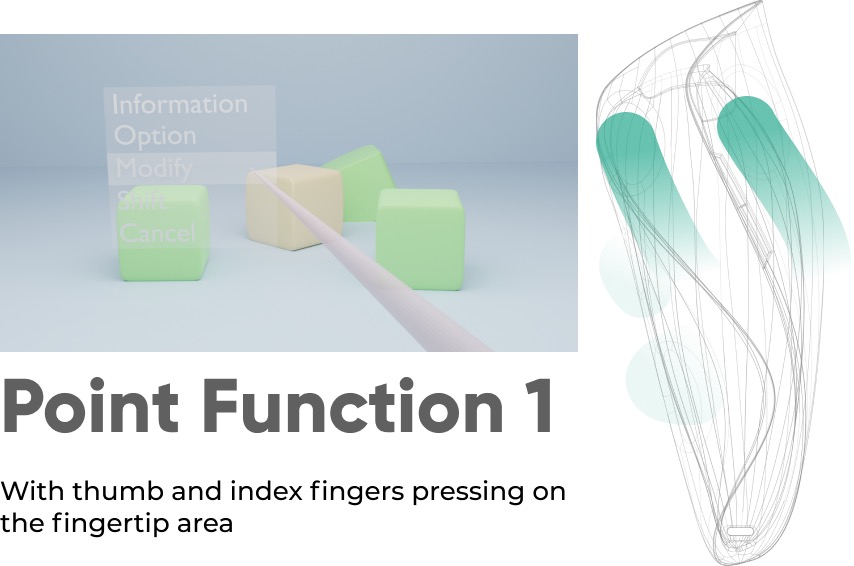 Information
Option
Modify
Shift
Cancel
Point Function 1
With thumb and index fingers pressing on
the fingertip area